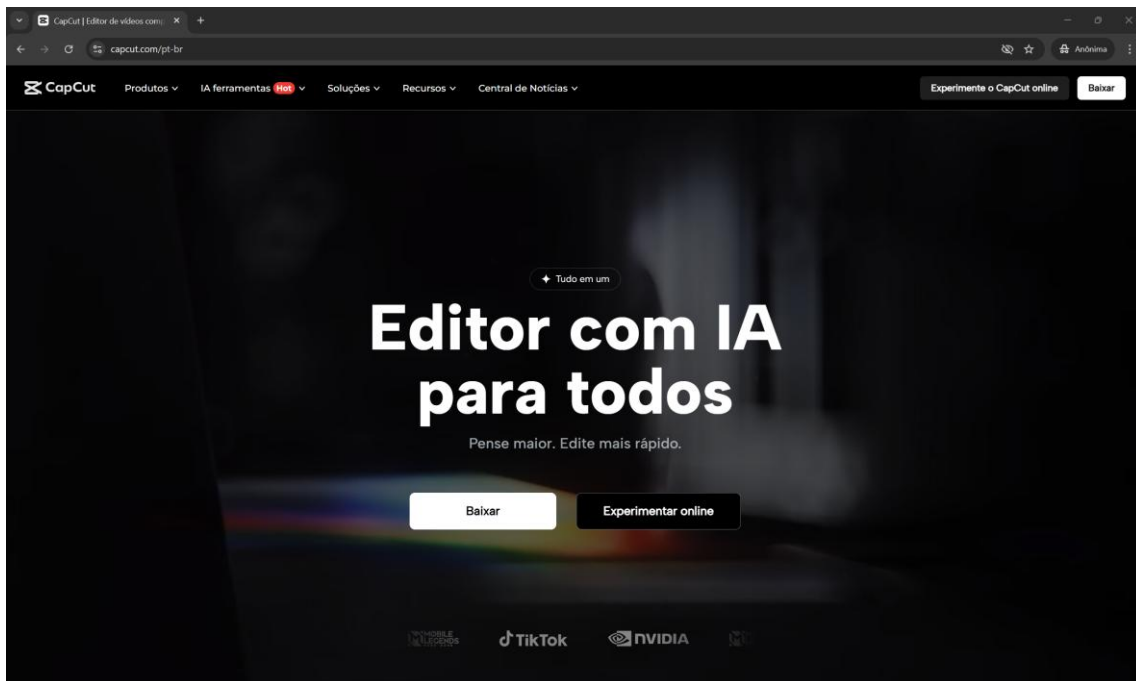 CapCut | Editor de vídeos comp
capcut.com/pt-br
Anônima
CapCut
Produtos
IA ferramentas Hot
Soluções
Recursos
Central de Notícias
Experimente o CapCut online
Baixar
Tudo em um
Editor com IA
para todos
Pense maior. Edite mais rápido.
Baixar
Experimentar online
MOBILE
LEGENDS
TikTok
NVIDIA